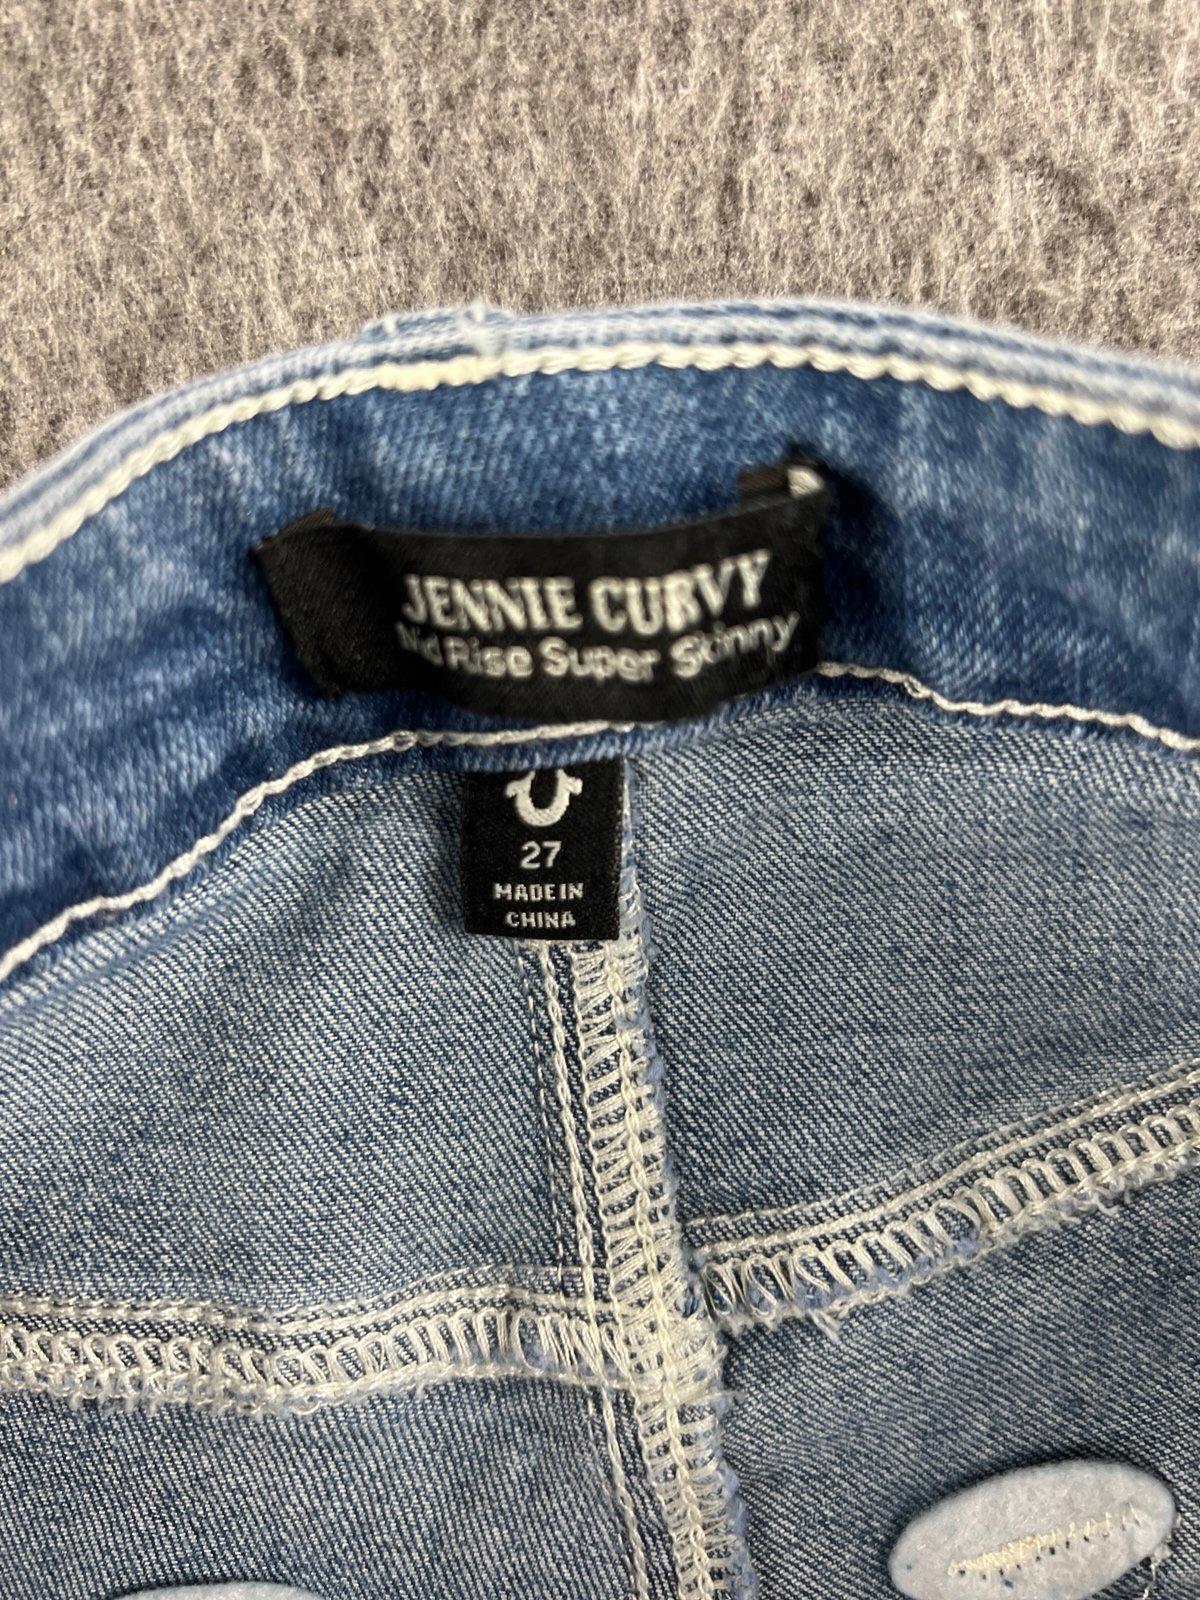 JENNIE CURVY
Mid Rise Super Skinny
27
MADE IN
CHINA